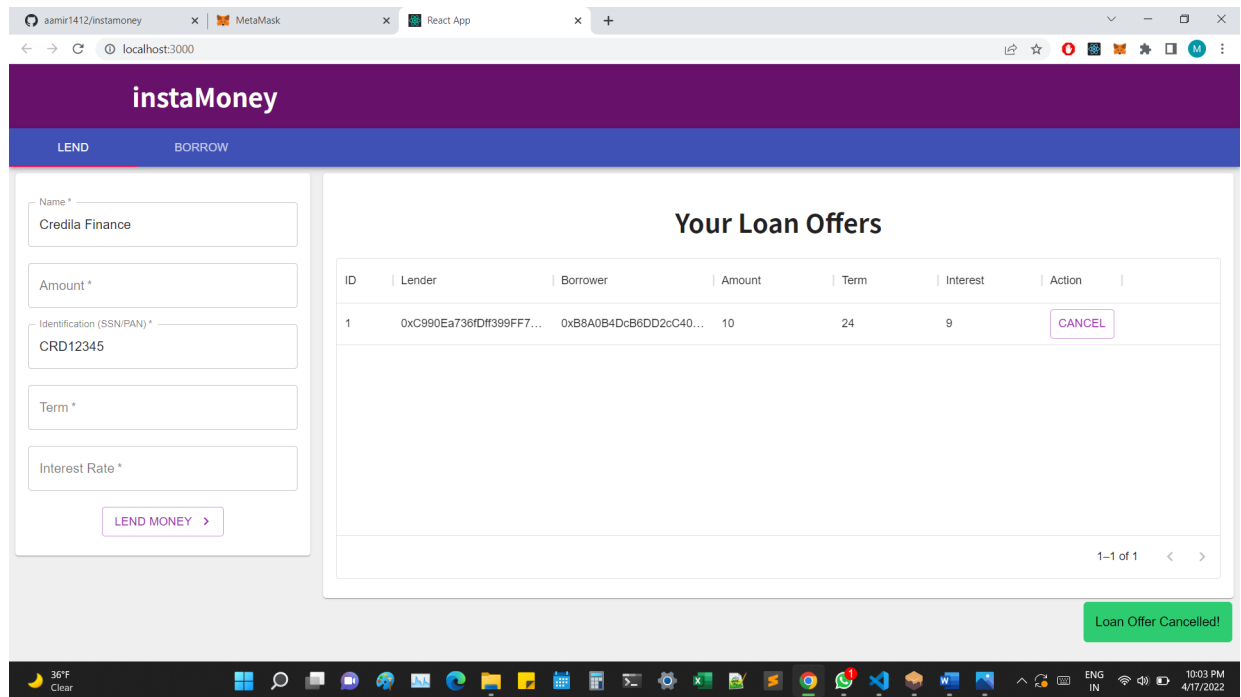 aamir1412/instamoney
MetaMask
React App
localhost:3000
M
instaMoney
LEND BORROW
Name *
Credila Finance
Amount *
Identification (SSN/PAN) *
CRD12345
Term *
Interest Rate *
LEND MONEY
Your Loan Offers
ID Lender Borrower Amount Term Interest Action
1 0xC990Ea736fDff399FF7... 0xB8A0B4DcB6DD2cC40... 10 24 9 CANCEL
1–1 of 1
Loan Offer Cancelled!
36°F
Clear
1
ENG
IN
10:03 PM
4/17/2022